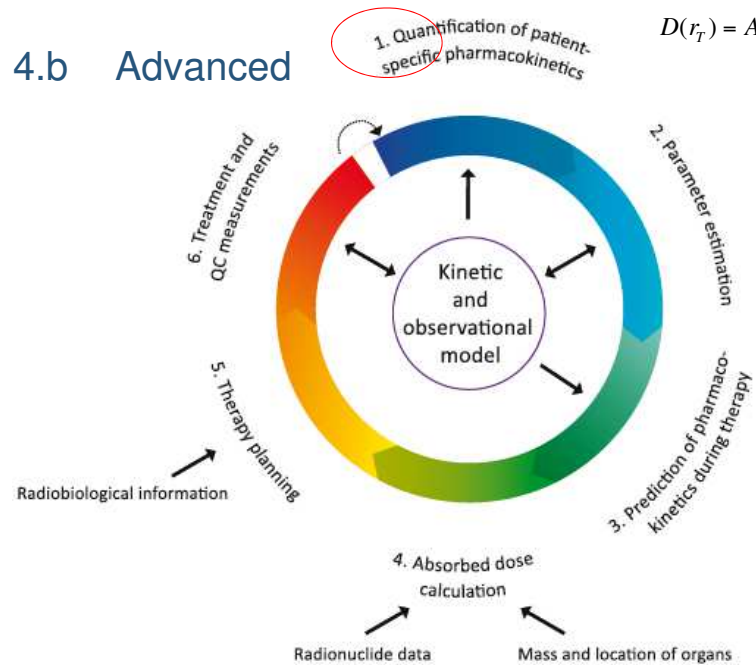 4.b Advanced
1. Quantification of patient-
specific pharmacokinetics
D(r_T) = A
2. Parameter estimation
3. Prediction of pharmaco-
kinetics during therapy
4. Absorbed dose
calculation
5. Therapy planning
6. Treatment and
QC measurements
Kinetic
and
observational
model
Radiobiological information
Radionuclide data
Mass and location of organs